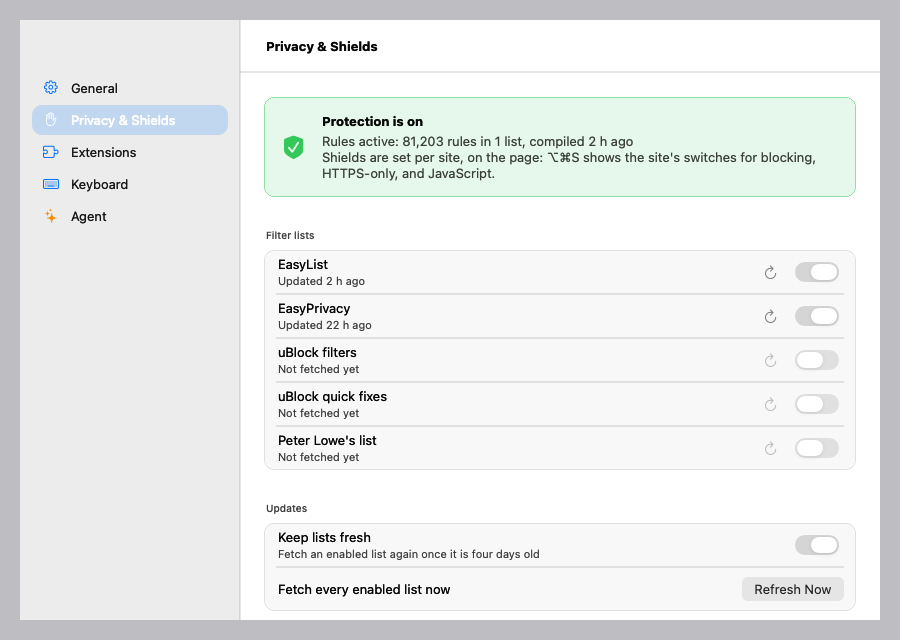 Privacy & Shields
General
Privacy & Shields
Extensions
Keyboard
Agent
Protection is on
Rules active: 81,203 rules in 1 list, compiled 2 h ago
Shields are set per site, on the page: ⌥⌘S shows the site's switches for blocking,
HTTPS-only, and JavaScript.
Filter lists
EasyList
Updated 2 h ago
EasyPrivacy
Updated 22 h ago
uBlock filters
Not fetched yet
uBlock quick fixes
Not fetched yet
Peter Lowe's list
Not fetched yet
Updates
Keep lists fresh
Fetch an enabled list again once it is four days old
Fetch every enabled list now
Refresh Now